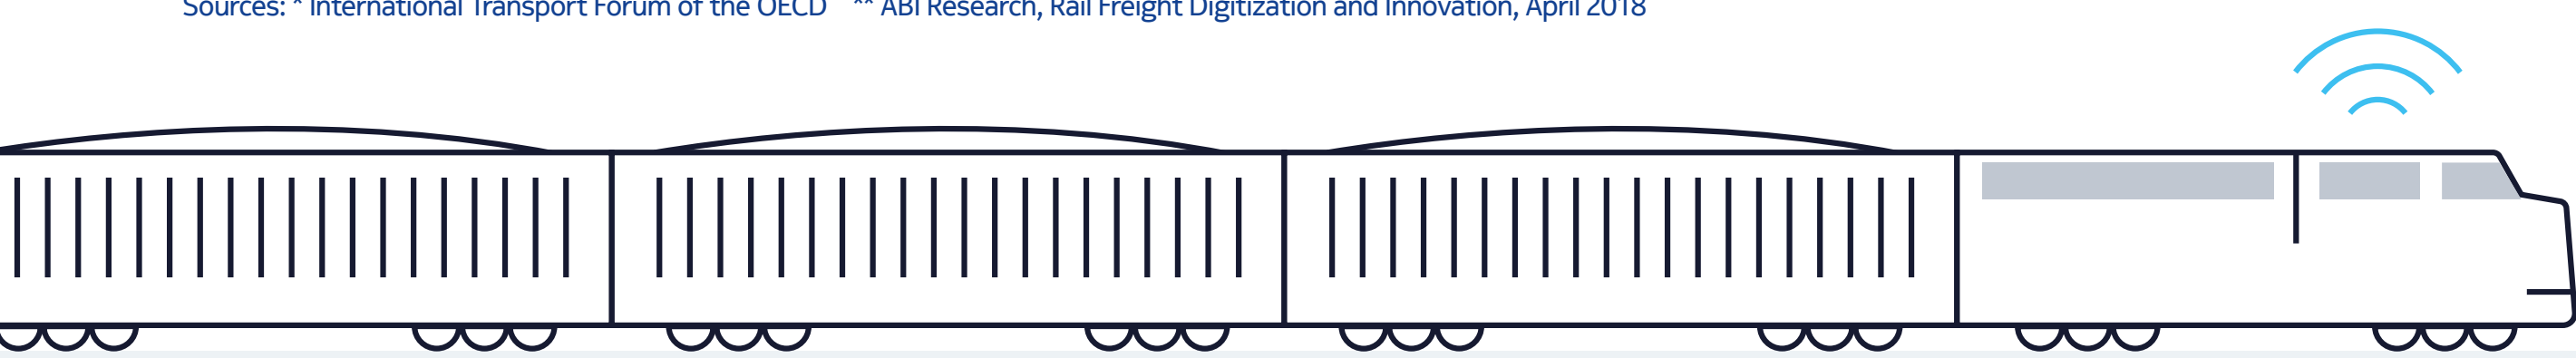 Sources: * International Transport Forum of the OECD ** ABI Research, Rail Freight Digitization and Innovation, April 2018